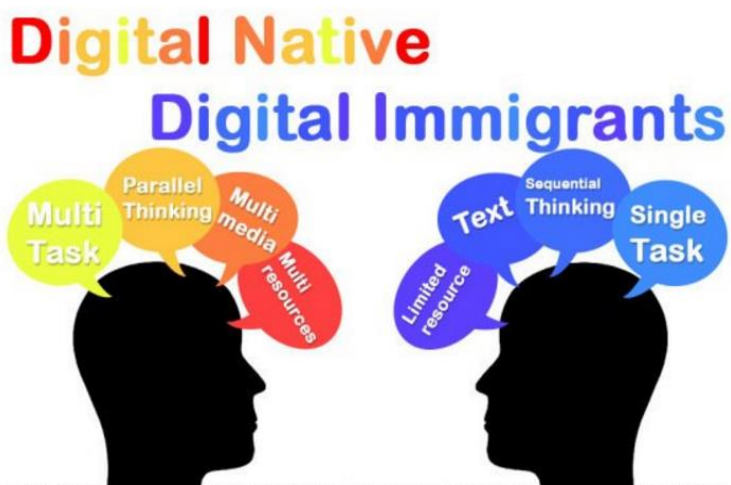 Digital Native
Digital Immigrants
Multi
Task
Parallel
Thinking
Multi
media
Multi
resources
Limited
resource
Text
Sequential
Thinking
Single
Task